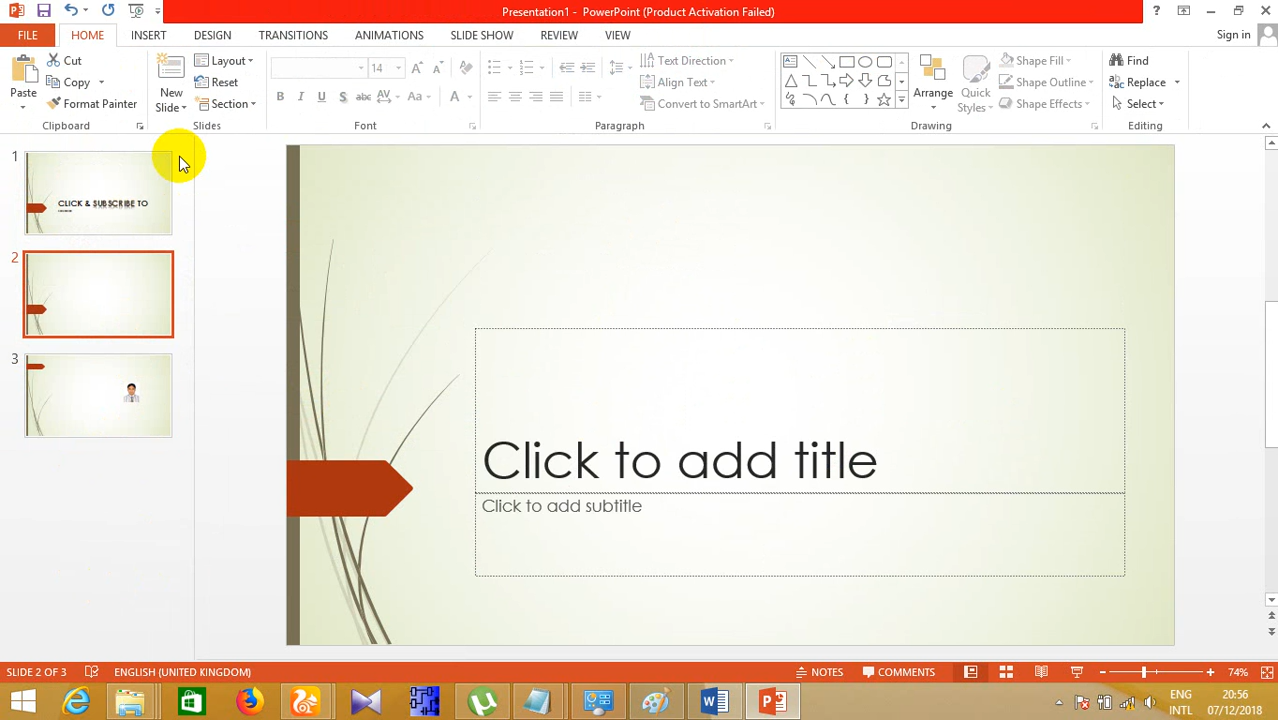 Presentation1 - PowerPoint (Product Activation Failed)
?
FILE
HOME
INSERT
DESIGN
TRANSITIONS
ANIMATIONS
SLIDE SHOW
REVIEW
VIEW
Sign in
Paste
Cut
Copy
Format Painter
Clipboard
New
Slide
Layout
Reset
Section
Slides
14
B I U S abc AV Aa A
Font
Text Direction
Align Text
Convert to SmartArt
Paragraph
Arrange
Quick
Styles
Shape Fill
Shape Outline
Shape Effects
Drawing
Find
Replace
Select
Editing
1
CLICK & SUBSCRIBE TO
2
3
Click to add title
Click to add subtitle
SLIDE 2 OF 3
ENGLISH (UNITED KINGDOM)
NOTES
COMMENTS
74%
ENG
INTL
20:56
07/12/2018